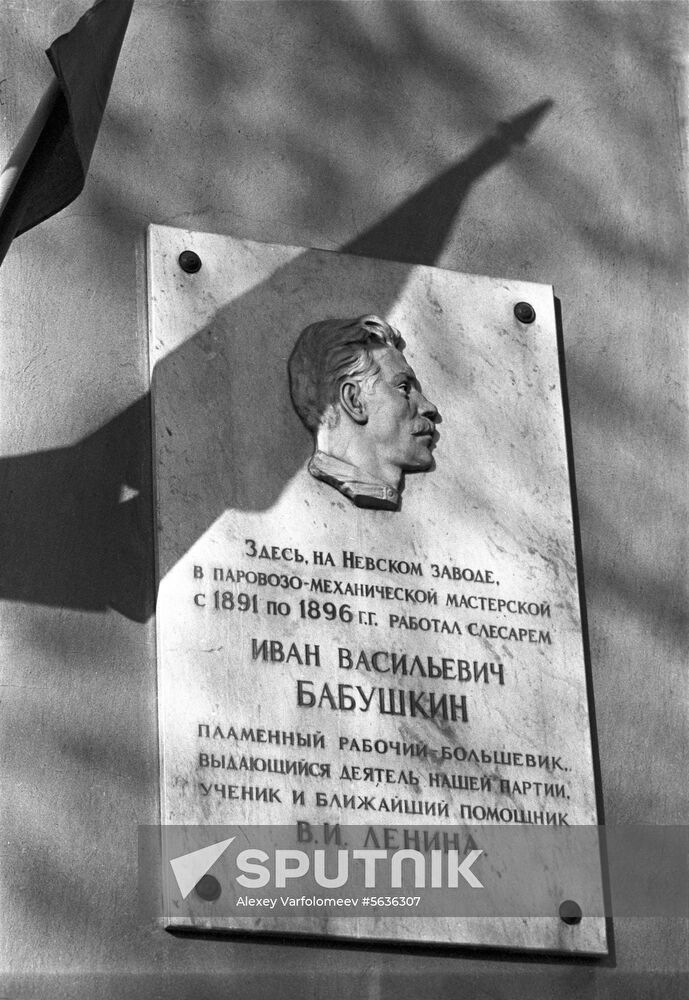 Здесь, на Невском заводе,
в паровозо-механической мастерской
с 1891 по 1896 г.г. работал слесарем
Иван Васильевич
Бабушкин
пламенный рабочий-большевик,
выдающийся деятель нашей партии,
ученик и ближайший помощник
В.И. Ленина.
SPUTNIK
Alexey Varfolomeev #5636307